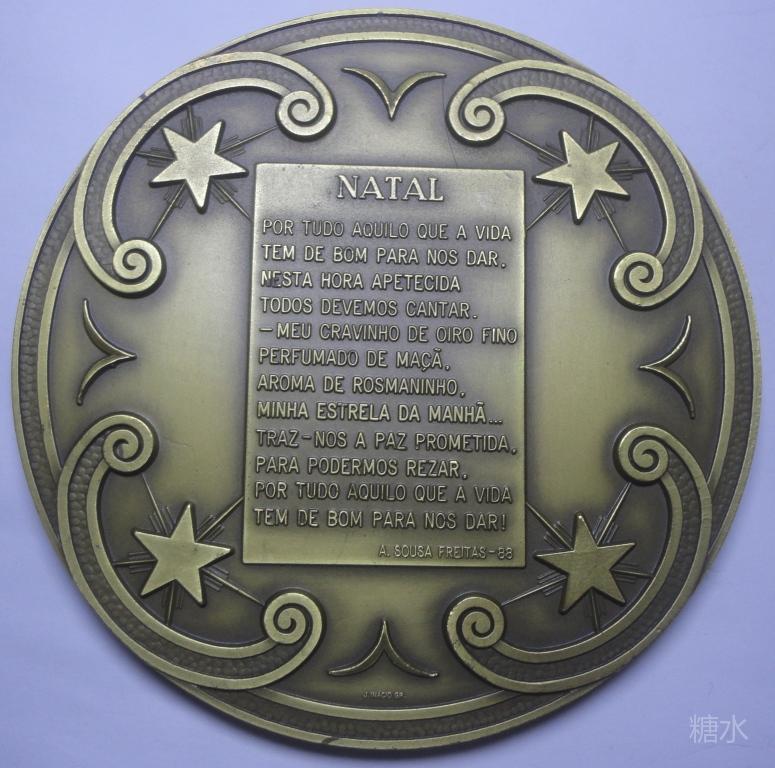 NATAL
POR TUDO AQUILO QUE A VIDA
TEM DE BOM PARA NOS DAR,
NESTA HORA APETECIDA
TODOS DEVEMOS CANTAR.
— MEU CRAVINHO DE OIRO FINO
PERFUMADO DE MAÇÃ,
AROMA DE ROSMANINHO,
MINHA ESTRELA DA MANHÃ...
TRAZ-NOS A PAZ PROMETIDA,
PARA PODERMOS REZAR,
POR TUDO AQUILO QUE A VIDA
TEM DE BOM PARA NOS DAR!
A. SOUSA FREITAS-88
J. INÁCIO GR.
糖水